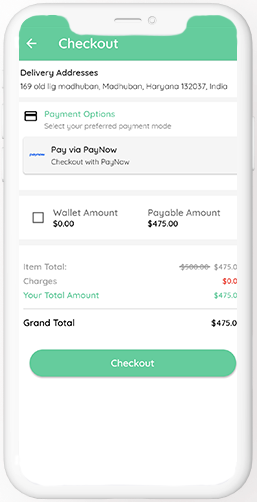 Checkout
Delivery Addresses
169 old lig madhuban, Madhuban, Haryana 132037, India
Payment Options
Select your preferred payment mode
paynow
Pay via PayNow
Checkout with PayNow
Wallet Amount Payable Amount
$0.00 $475.00
Item Total: $500.00 $475.0
Charges $0.0
Your Total Amount $475.0
Grand Total $475.0
Checkout